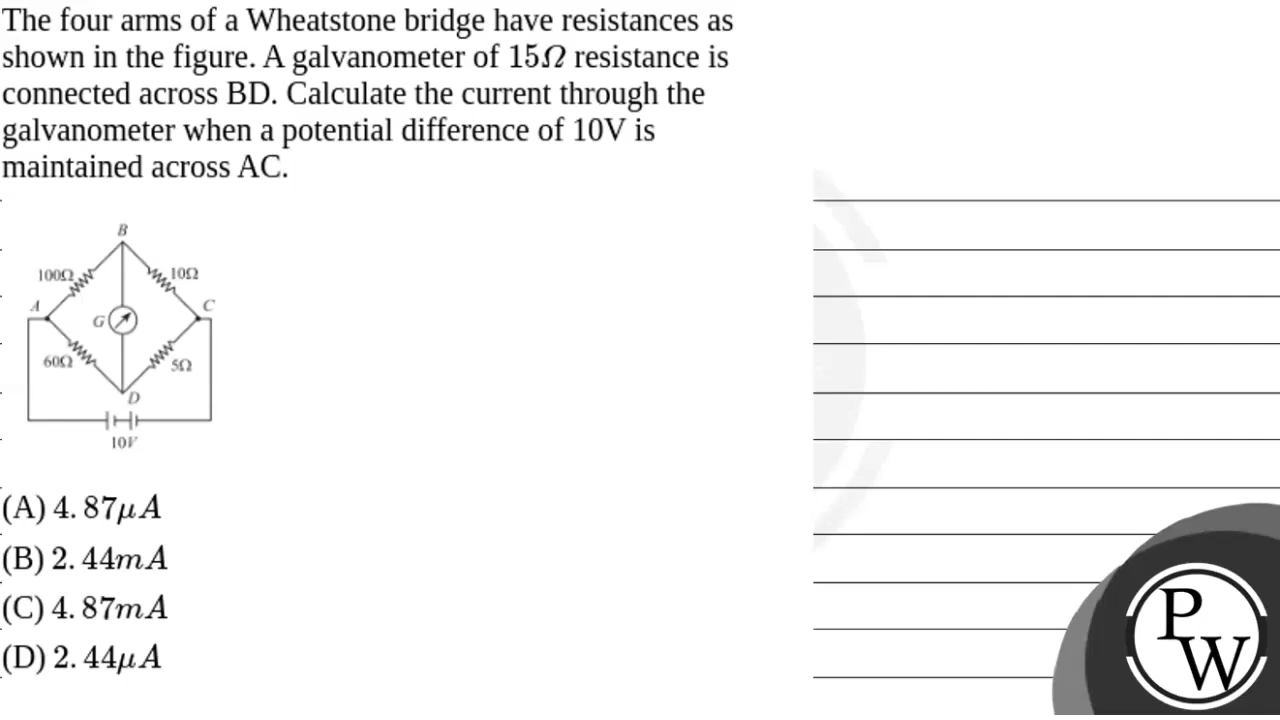 The four arms of a Wheatstone bridge have resistances as
shown in the figure. A galvanometer of 15Ω resistance is
connected across BD. Calculate the current through the
galvanometer when a potential difference of 10V is
maintained across AC.
B
100Ω
10Ω
A
C
G
60Ω
5Ω
D
10V
(A) 4. 87μA
(B) 2. 44mA
(C) 4. 87mA
(D) 2. 44μA
P
W